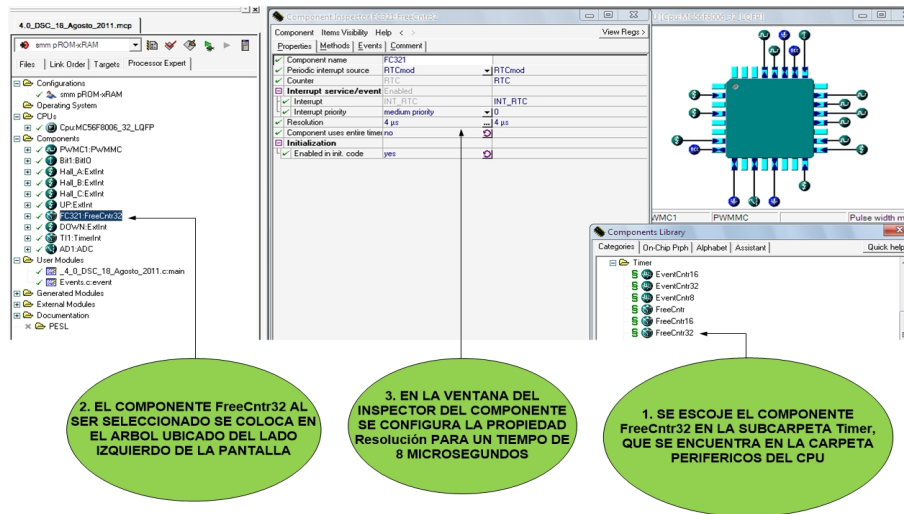 4.0_DSC_18_Agosto_2011.mcp
smm pROM-xRAM
Files Link Order Targets Processor Expert
Configurations
smm pROM-xRAM
Operating System
CPUs
Cpu:MC56F8006_32_LQFP
Components
PWMC1:PWMMC
Bit1:BitIO
Hall_A:ExtInt
Hall_B:ExtInt
Hall_C:ExtInt
UP:ExtInt
FC321:FreeCntr32
DOWN:ExtInt
TI1:TimerInt
AD1:ADC
User Modules
_4_0_DSC_18_Agosto_2011.c:main
Events.c:event
Generated Modules
External Modules
Documentation
PESL
Component Inspector FC321:FreeCntr32
Component Items Visibility Help < >
View Regs >
Properties Methods Events Comment
Component name FC321
Periodic interrupt source RTCmod RTCmod
Counter RTC RTC
Interrupt service/event Enabled
Interrupt INT_RTC INT_RTC
Interrupt priority medium priority 0
Resolution 4 µs ... 4 µs
Component uses entire timer no
Initialization
Enabled in init. code yes
U [Cpu:MC56F8006_32_LQFP]
WMC1 PWMMC Pulse width m
Components Library
Categories On-Chip Prph Alphabet Assistant Quick help
Timer
EventCntr16
EventCntr32
EventCntr8
FreeCntr
FreeCntr16
FreeCntr32
2. EL COMPONENTE FreeCntr32 AL
SER SELECCIONADO SE COLOCA EN
EL ARBOL UBICADO DEL LADO
IZQUIERDO DE LA PANTALLA
3. EN LA VENTANA DEL
INSPECTOR DEL COMPONENTE
SE CONFIGURA LA PROPIEDAD
Resolución PARA UN TIEMPO DE
8 MICROSEGUNDOS
1. SE ESCOJE EL COMPONENTE
FreeCntr32 EN LA SUBCARPETA Timer,
QUE SE ENCUENTRA EN LA CARPETA
PERIFERICOS DEL CPU